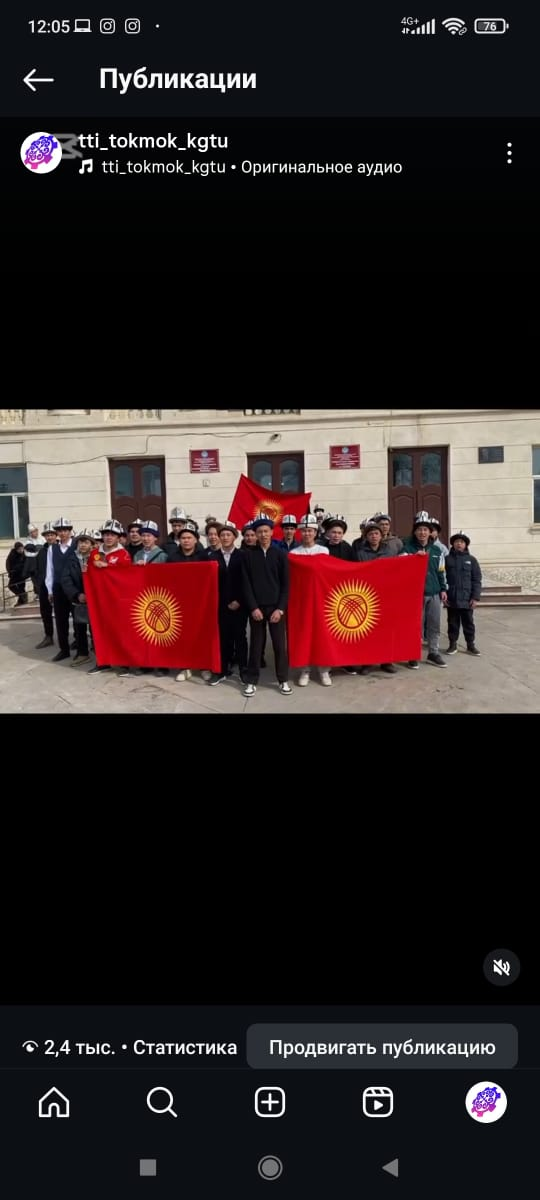 12:05
4G+
76
Публикации
tti_tokmok_kgtu
tti_tokmok_kgtu • Оригинальное аудио
2,4 тыс. • Статистика
Продвигать публикацию